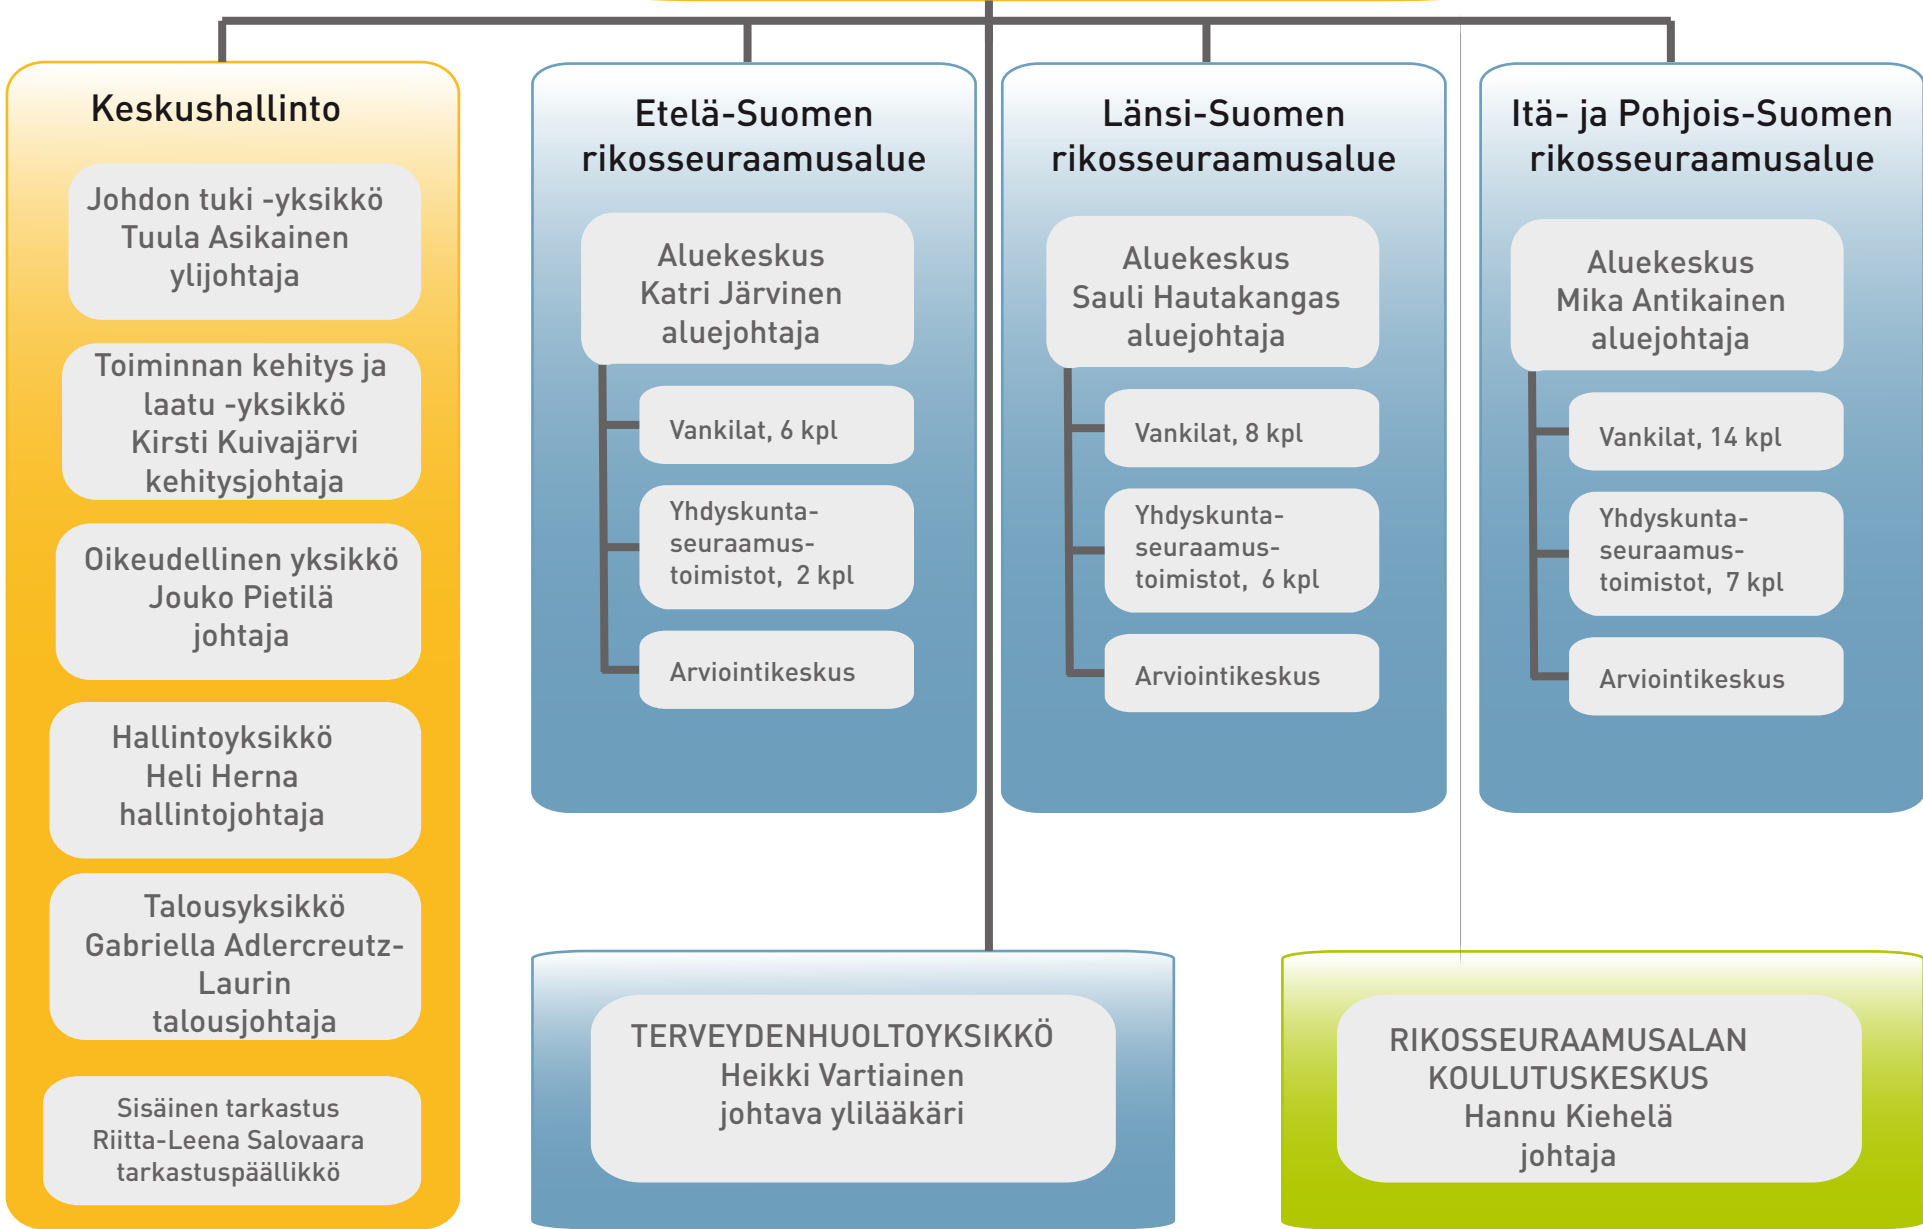 Keskushallinto
Johdon tuki -yksikkö
Tuula Asikainen
ylijohtaja
Toiminnan kehitys ja
laatu -yksikkö
Kirsti Kuivajärvi
kehitysjohtaja
Oikeudellinen yksikkö
Jouko Pietilä
johtaja
Hallintoyksikkö
Heli Herna
hallintojohtaja
Talousyksikkö
Gabriella Adlercreutz-
Laurin
talousjohtaja
Sisäinen tarkastus
Riitta-Leena Salovaara
tarkastuspäällikkö
Etelä-Suomen
rikosseuraamusalue
Aluekeskus
Katri Järvinen
aluejohtaja
Vankilat, 6 kpl
Yhdyskunta-
seuraamus-
toimistot, 2 kpl
Arviointikeskus
Länsi-Suomen
rikosseuraamusalue
Aluekeskus
Sauli Hautakangas
aluejohtaja
Vankilat, 8 kpl
Yhdyskunta-
seuraamus-
toimistot, 6 kpl
Arviointikeskus
Itä- ja Pohjois-Suomen
rikosseuraamusalue
Aluekeskus
Mika Antikainen
aluejohtaja
Vankilat, 14 kpl
Yhdyskunta-
seuraamus-
toimistot, 7 kpl
Arviointikeskus
TERVEYDENHUOLTOYKSIKKÖ
Heikki Vartiainen
johtava ylilääkäri
RIKOSSEURAAMUSALAN
KOULUTUSKESKUS
Hannu Kiehelä
johtaja